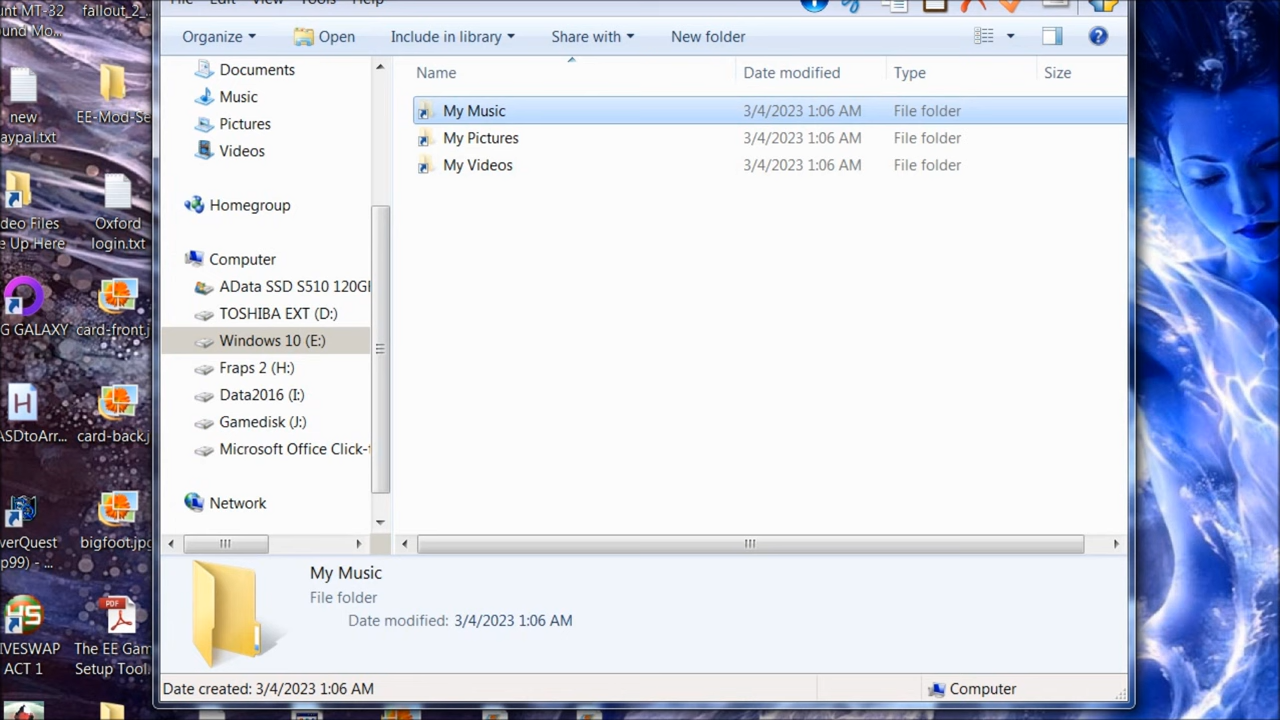 File Edit View Tools Help
Organize Open Include in library Share with New folder
Documents
Music
Pictures
Videos
Homegroup
Computer
AData SSD S510 120G
TOSHIBA EXT (D:)
Windows 10 (E:)
Fraps 2 (H:)
Data2016 (I:)
Gamedisk (J:)
Microsoft Office Click-t
Network
Name Date modified Type Size
My Music 3/4/2023 1:06 AM File folder
My Pictures 3/4/2023 1:06 AM File folder
My Videos 3/4/2023 1:06 AM File folder
My Music
File folder
Date modified: 3/4/2023 1:06 AM
Date created: 3/4/2023 1:06 AM Computer
unt MT-32
ound Mo...
fallout_2_
new
aypal.txt
EE-Mod-Se
deo Files
e Up Here
Oxford
login.txt
G GALAXY
card-front.j
ASDtoArr...
card-back.j
werQuest
p99) - ...
bigfoot.jpg
PDF
IVESWAP
ACT 1
The EE Gam
Setup Tool.